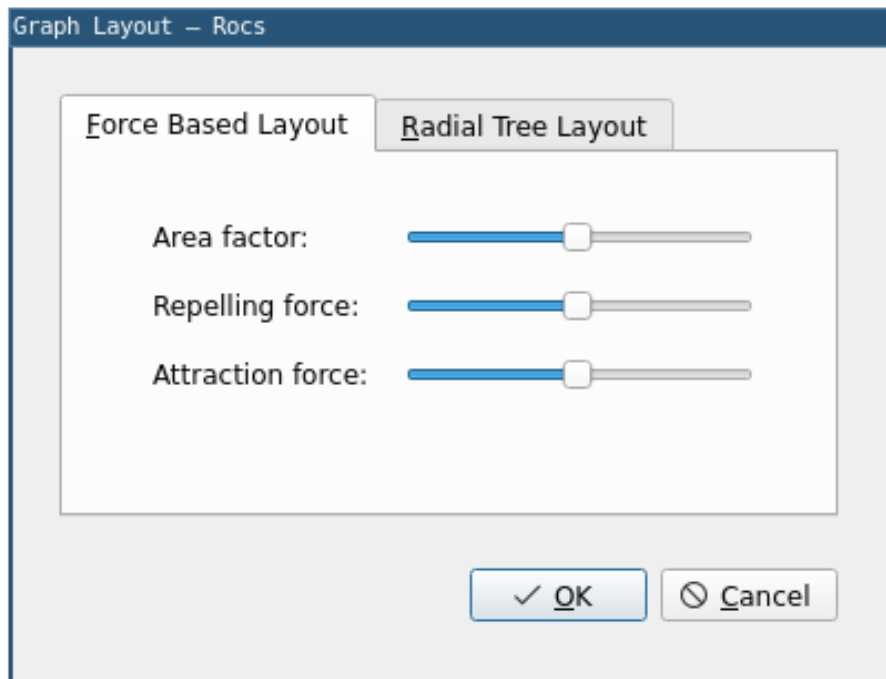 Graph Layout – Rocs
Force Based Layout
Radial Tree Layout
Area factor:
Repelling force:
Attraction force:
OK
Cancel